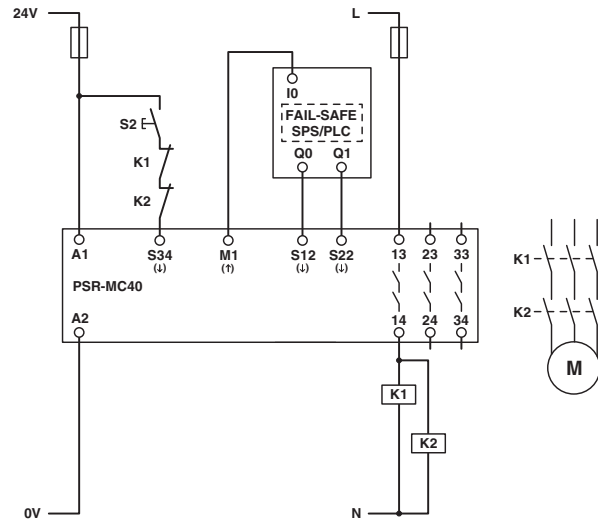 24V
L
I0
FAIL-SAFE
SPS/PLC
S2
K1
Q0 Q1
K2
A1 S34 M1 S12 S22 13 23 33
(↓) (↑) (↓) (↓)
PSR-MC40
A2 14 24 34
K1
K2
M
K1
K2
0V
N